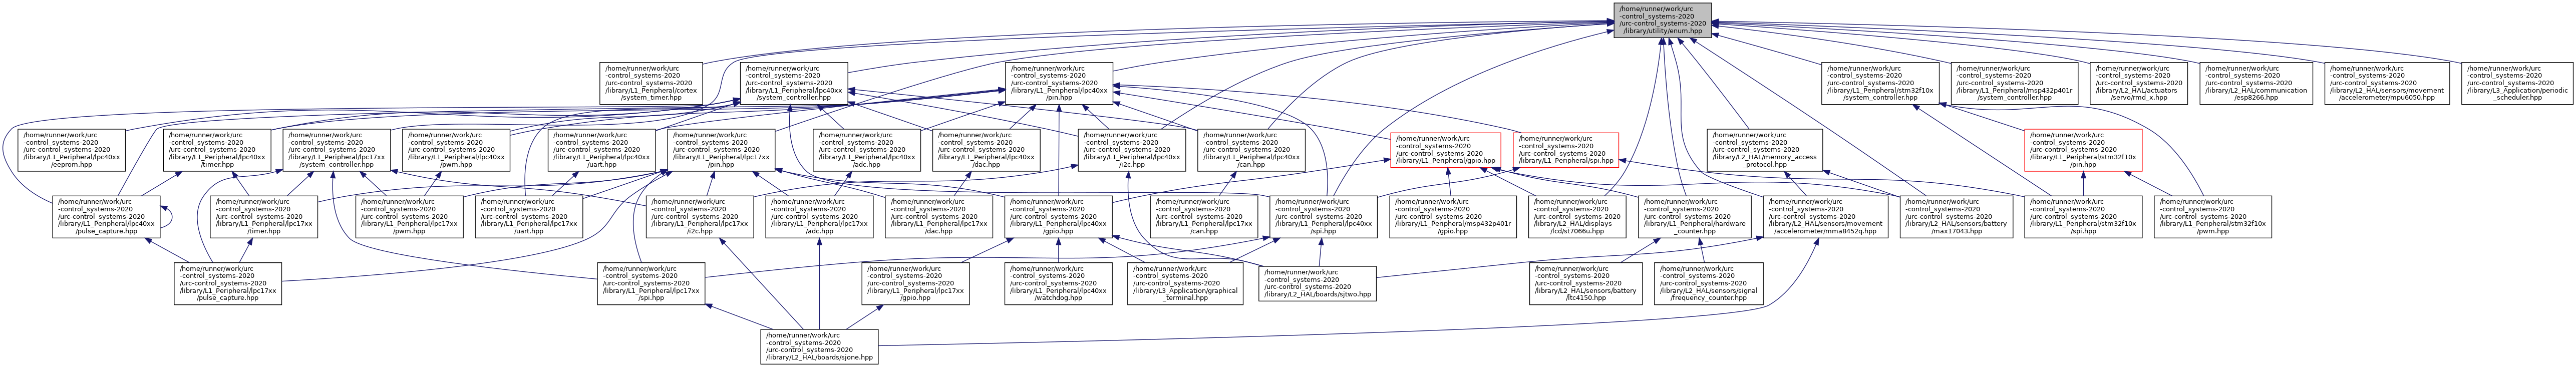 /home/runner/work/urc
-control_systems-2020
/urc-control_systems-2020
/library/utility/enum.hpp
/home/runner/work/urc
-control_systems-2020
/urc-control_systems-2020
/library/L1_Peripheral/cortex
/system_timer.hpp
/home/runner/work/urc
-control_systems-2020
/urc-control_systems-2020
/library/L1_Peripheral/lpc40xx
/system_controller.hpp
/home/runner/work/urc
-control_systems-2020
/urc-control_systems-2020
/library/L1_Peripheral/lpc40xx
/pin.hpp
/home/runner/work/urc
-control_systems-2020
/urc-control_systems-2020
/library/L1_Peripheral/stm32f10x
/system_controller.hpp
/home/runner/work/urc
-control_systems-2020
/urc-control_systems-2020
/library/L1_Peripheral/msp432p401r
/system_controller.hpp
/home/runner/work/urc
-control_systems-2020
/urc-control_systems-2020
/library/L2_HAL/actuators
/servo/rmd_x.hpp
/home/runner/work/urc
-control_systems-2020
/urc-control_systems-2020
/library/L2_HAL/communication
/esp8266.hpp
/home/runner/work/urc
-control_systems-2020
/urc-control_systems-2020
/library/L2_HAL/sensors/movement
/accelerometer/mpu6050.hpp
/home/runner/work/urc
-control_systems-2020
/urc-control_systems-2020
/library/L3_Application/periodic
_scheduler.hpp
/home/runner/work/urc
-control_systems-2020
/urc-control_systems-2020
/library/L1_Peripheral/lpc40xx
/eeprom.hpp
/home/runner/work/urc
-control_systems-2020
/urc-control_systems-2020
/library/L1_Peripheral/lpc40xx
/timer.hpp
/home/runner/work/urc
-control_systems-2020
/urc-control_systems-2020
/library/L1_Peripheral/lpc17xx
/system_controller.hpp
/home/runner/work/urc
-control_systems-2020
/urc-control_systems-2020
/library/L1_Peripheral/lpc40xx
/pwm.hpp
/home/runner/work/urc
-control_systems-2020
/urc-control_systems-2020
/library/L1_Peripheral/lpc40xx
/uart.hpp
/home/runner/work/urc
-control_systems-2020
/urc-control_systems-2020
/library/L1_Peripheral/lpc17xx
/pin.hpp
/home/runner/work/urc
-control_systems-2020
/urc-control_systems-2020
/library/L1_Peripheral/lpc40xx
/adc.hpp
/home/runner/work/urc
-control_systems-2020
/urc-control_systems-2020
/library/L1_Peripheral/lpc40xx
/dac.hpp
/home/runner/work/urc
-control_systems-2020
/urc-control_systems-2020
/library/L1_Peripheral/lpc40xx
/i2c.hpp
/home/runner/work/urc
-control_systems-2020
/urc-control_systems-2020
/library/L1_Peripheral/lpc40xx
/can.hpp
/home/runner/work/urc
-control_systems-2020
/urc-control_systems-2020
/library/L1_Peripheral/gpio.hpp
/home/runner/work/urc
-control_systems-2020
/urc-control_systems-2020
/library/L1_Peripheral/spi.hpp
/home/runner/work/urc
-control_systems-2020
/urc-control_systems-2020
/library/L2_HAL/memory_access
_protocol.hpp
/home/runner/work/urc
-control_systems-2020
/urc-control_systems-2020
/library/L1_Peripheral/stm32f10x
/pin.hpp
/home/runner/work/urc
-control_systems-2020
/urc-control_systems-2020
/library/L1_Peripheral/lpc40xx
/pulse_capture.hpp
/home/runner/work/urc
-control_systems-2020
/urc-control_systems-2020
/library/L1_Peripheral/lpc17xx
/timer.hpp
/home/runner/work/urc
-control_systems-2020
/urc-control_systems-2020
/library/L1_Peripheral/lpc17xx
/pwm.hpp
/home/runner/work/urc
-control_systems-2020
/urc-control_systems-2020
/library/L1_Peripheral/lpc17xx
/uart.hpp
/home/runner/work/urc
-control_systems-2020
/urc-control_systems-2020
/library/L1_Peripheral/lpc17xx
/i2c.hpp
/home/runner/work/urc
-control_systems-2020
/urc-control_systems-2020
/library/L1_Peripheral/lpc17xx
/adc.hpp
/home/runner/work/urc
-control_systems-2020
/urc-control_systems-2020
/library/L1_Peripheral/lpc17xx
/dac.hpp
/home/runner/work/urc
-control_systems-2020
/urc-control_systems-2020
/library/L1_Peripheral/lpc40xx
/gpio.hpp
/home/runner/work/urc
-control_systems-2020
/urc-control_systems-2020
/library/L1_Peripheral/lpc17xx
/can.hpp
/home/runner/work/urc
-control_systems-2020
/urc-control_systems-2020
/library/L1_Peripheral/lpc40xx
/spi.hpp
/home/runner/work/urc
-control_systems-2020
/urc-control_systems-2020
/library/L1_Peripheral/msp432p401r
/gpio.hpp
/home/runner/work/urc
-control_systems-2020
/urc-control_systems-2020
/library/L2_HAL/displays
/lcd/st7066u.hpp
/home/runner/work/urc
-control_systems-2020
/urc-control_systems-2020
/library/L1_Peripheral/hardware
_counter.hpp
/home/runner/work/urc
-control_systems-2020
/urc-control_systems-2020
/library/L2_HAL/sensors/movement
/accelerometer/mma8452q.hpp
/home/runner/work/urc
-control_systems-2020
/urc-control_systems-2020
/library/L2_HAL/sensors/battery
/max17043.hpp
/home/runner/work/urc
-control_systems-2020
/urc-control_systems-2020
/library/L1_Peripheral/stm32f10x
/spi.hpp
/home/runner/work/urc
-control_systems-2020
/urc-control_systems-2020
/library/L1_Peripheral/stm32f10x
/pwm.hpp
/home/runner/work/urc
-control_systems-2020
/urc-control_systems-2020
/library/L1_Peripheral/lpc17xx
/pulse_capture.hpp
/home/runner/work/urc
-control_systems-2020
/urc-control_systems-2020
/library/L1_Peripheral/lpc17xx
/spi.hpp
/home/runner/work/urc
-control_systems-2020
/urc-control_systems-2020
/library/L1_Peripheral/lpc17xx
/gpio.hpp
/home/runner/work/urc
-control_systems-2020
/urc-control_systems-2020
/library/L1_Peripheral/lpc40xx
/watchdog.hpp
/home/runner/work/urc
-control_systems-2020
/urc-control_systems-2020
/library/L3_Application/graphical
_terminal.hpp
/home/runner/work/urc
-control_systems-2020
/urc-control_systems-2020
/library/L2_HAL/boards/sjtwo.hpp
/home/runner/work/urc
-control_systems-2020
/urc-control_systems-2020
/library/L2_HAL/sensors/battery
/ltc4150.hpp
/home/runner/work/urc
-control_systems-2020
/urc-control_systems-2020
/library/L2_HAL/sensors/signal
/frequency_counter.hpp
/home/runner/work/urc
-control_systems-2020
/urc-control_systems-2020
/library/L2_HAL/boards/sjone.hpp